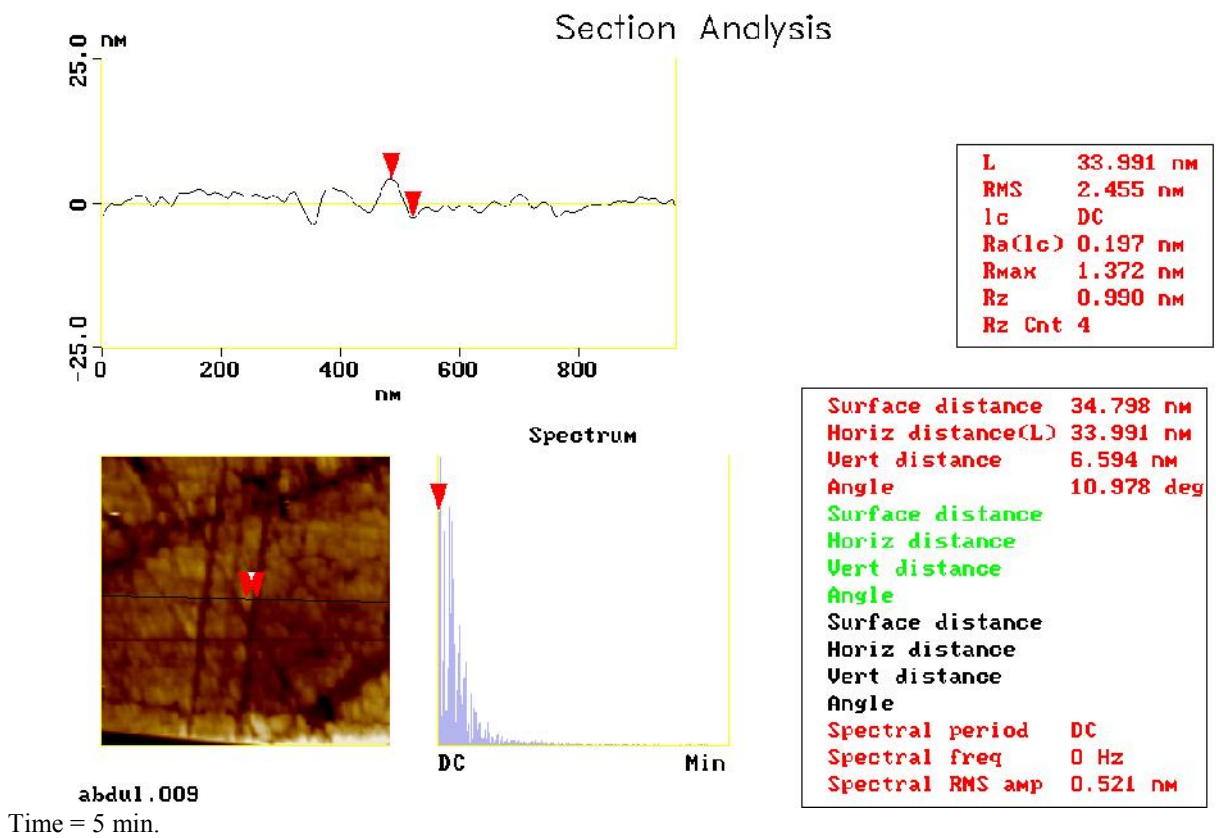 Section Analysis
25.0 nm
0
-25.0
0 200 400 600 800
nm
L 33.991 nm
RMS 2.455 nm
lc DC
Ra(lc) 0.197 nm
Rmax 1.372 nm
Rz 0.990 nm
Rz Cnt 4
Spectrum
DC Min
Surface distance 34.798 nm
Horiz distance(L) 33.991 nm
Vert distance 6.594 nm
Angle 10.978 deg
Surface distance
Horiz distance
Vert distance
Angle
Surface distance
Horiz distance
Vert distance
Angle
Spectral period DC
Spectral freq 0 Hz
Spectral RMS amp 0.521 nm
abdul.009
Time = 5 min.